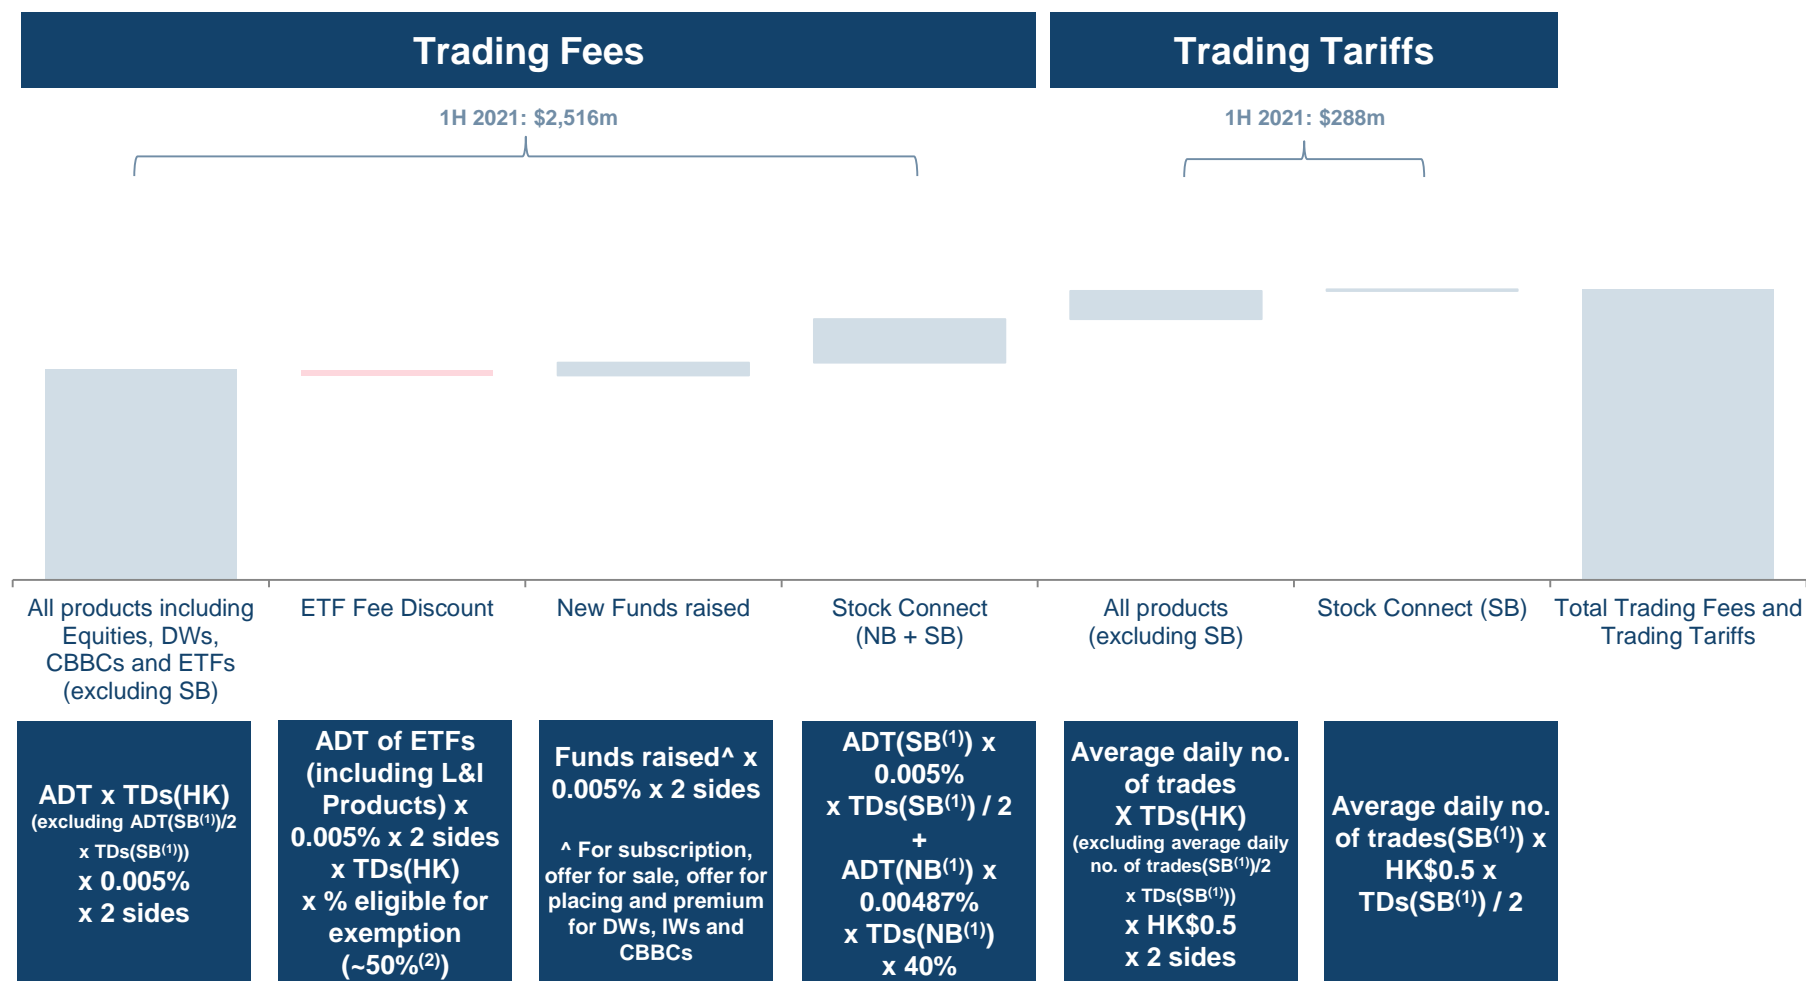 Trading Fees
Trading Tariffs
1H 2021: $2,516m
1H 2021: $288m
All products including
Equities, DWs,
CBBCs and ETFs
(excluding SB)
ETF Fee Discount
New Funds raised
Stock Connect
(NB + SB)
All products
(excluding SB)
Stock Connect (SB)
Total Trading Fees and
Trading Tariffs
ADT x TDs(HK)
(excluding ADT(SB(1))/2
x TDs(SB(1)))
x 0.005%
x 2 sides
ADT of ETFs
(including L&I
Products) x
0.005% x 2 sides
x TDs(HK)
x % eligible for
exemption
(~50%(2))
Funds raised^ x
0.005% x 2 sides
^ For subscription,
offer for sale, offer for
placing and premium
for DWs, IWs and
CBBCs
ADT(SB(1)) x
0.005%
x TDs(SB(1)) / 2
+
ADT(NB(1)) x
0.00487%
x TDs(NB(1))
x 40%
Average daily no.
of trades
X TDs(HK)
(excluding average daily
no. of trades(SB(1)/2
x TDs(SB(1)))
x HK$0.5
x 2 sides
Average daily no.
of trades(SB(1)) x
HK$0.5 x
TDs(SB(1)) / 2